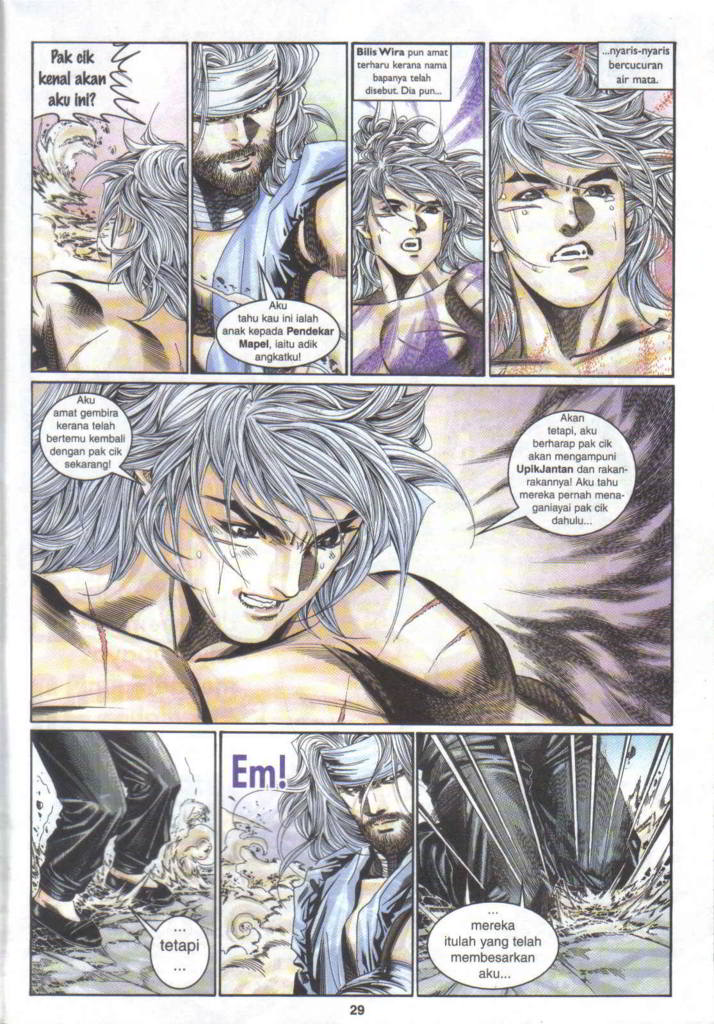 Pak cik
kenal akan
aku ini?
Aku
tahu kau ini ialah
anak kepada Pendekar
Mapel, iaitu adik
angkatku!
Bilis Wira pun amat
terharu kerana nama
bapanya telah
disebut. Dia pun...
...nyaris-nyaris
bercucuran
air mata.
Aku
amat gembira
kerana telah
bertemu kembali
dengan pak cik
sekarang!
Akan
tetapi, aku
berharap pak cik
akan mengampuni
UpikJantan dan rakan-
rakannya! Aku tahu
mereka pernah mena-
ganiayai pak cik
dahulu...
...
tetapi
...
Em!
...
mereka
itulah yang telah
membesarkan
aku...
29